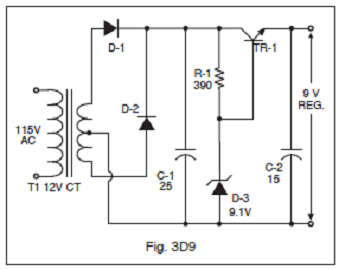 D-1
TR-1
R-1
390
9 V
REG.
D-2
115V
AC
C-1
25
C-2
15
T1 12V CT
D-3
9.1V
Fig. 3D9